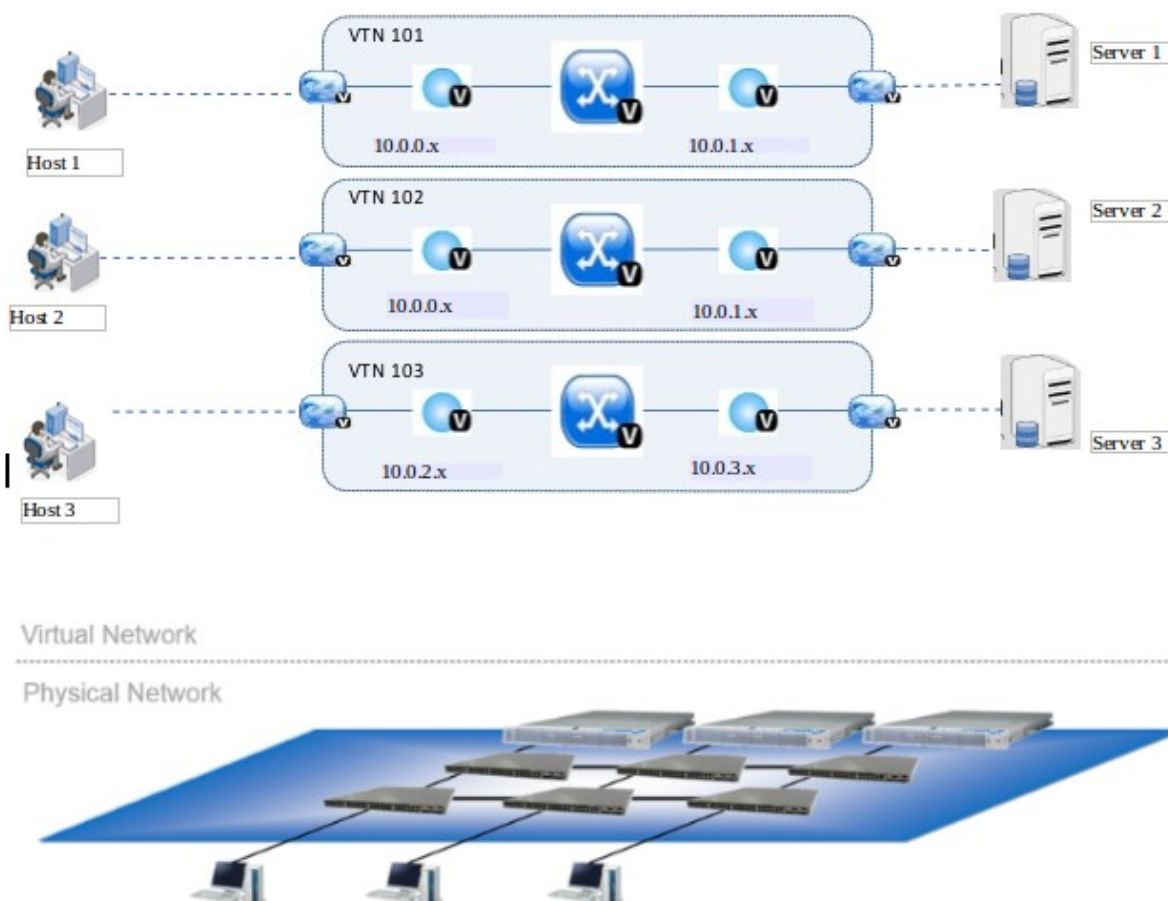 VTN 101
Server 1
10.0.0.x
10.0.1.x
Host 1
V
V
V
V
V
VTN 102
Server 2
10.0.0.x
10.0.1.x
Host 2
V
V
V
V
V
VTN 103
10.0.2.x
10.0.3.x
Server 3
Host 3
V
V
V
V
V
Virtual Network
Physical Network